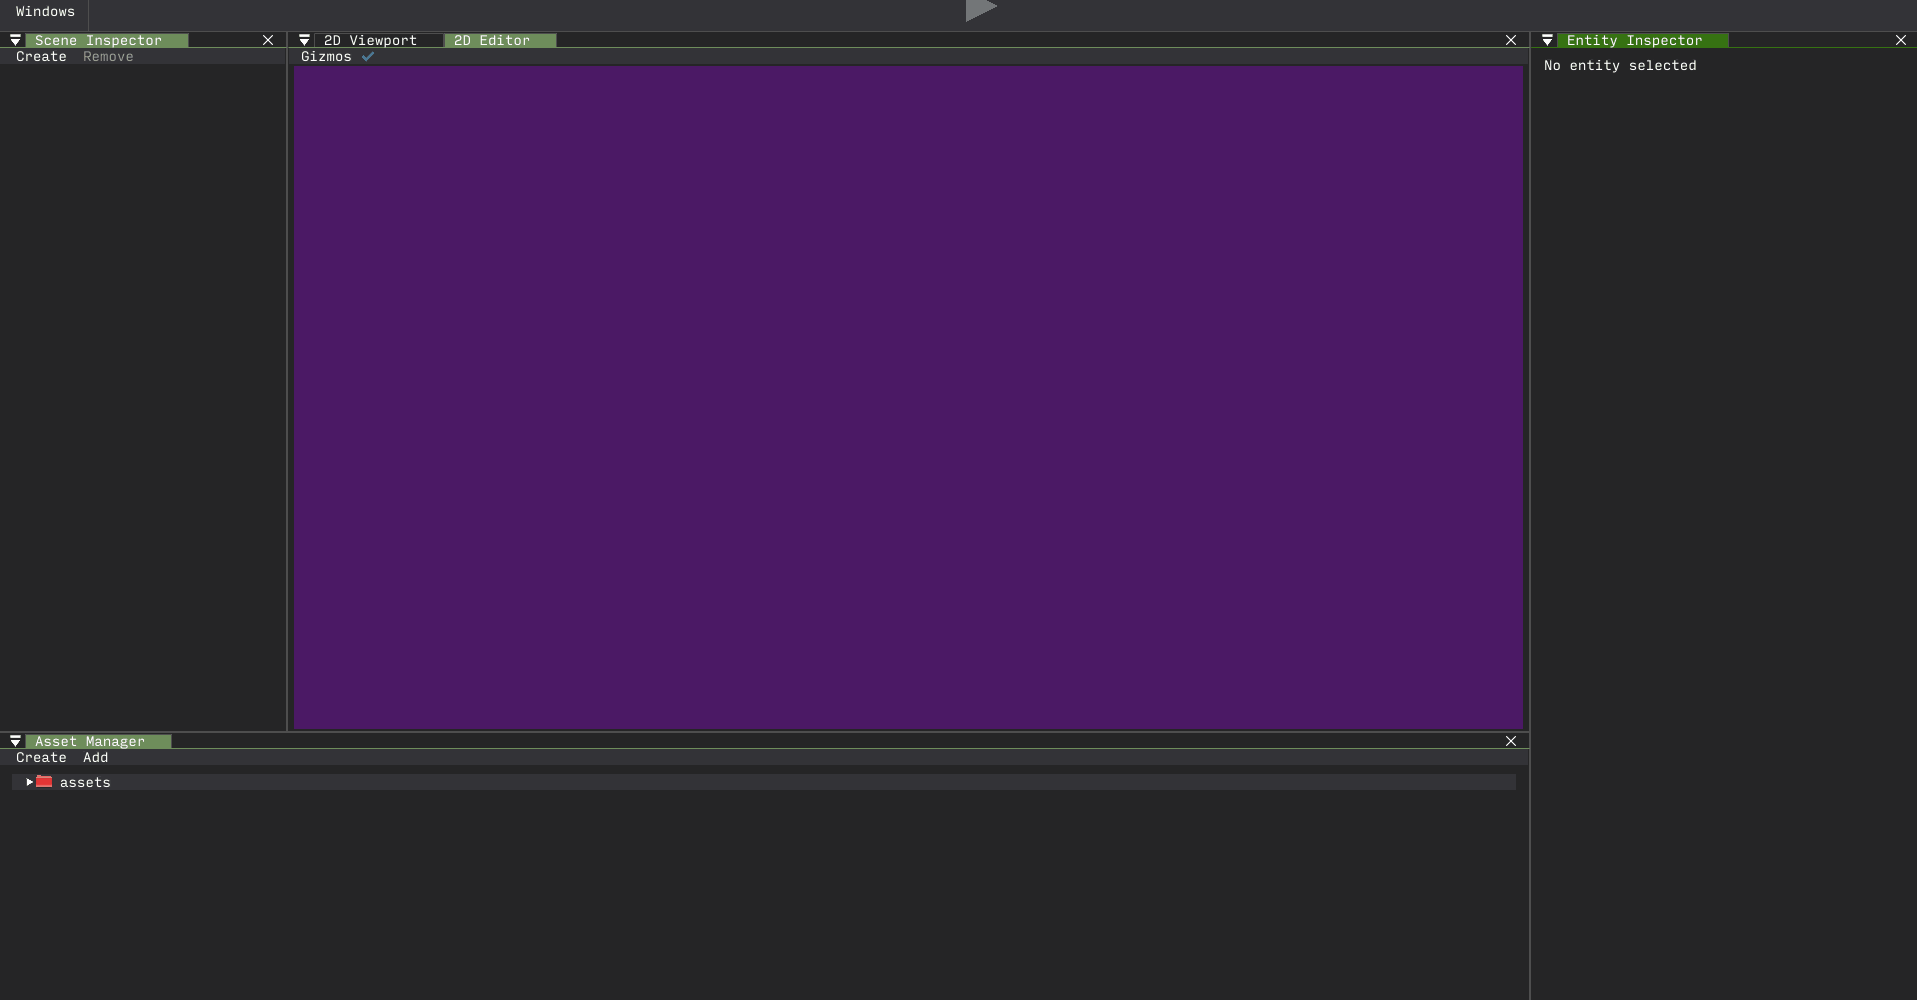 Windows
Scene Inspector
Create Remove
2D Viewport 2D Editor
Gizmos
Entity Inspector
No entity selected
Asset Manager
Create Add
assets